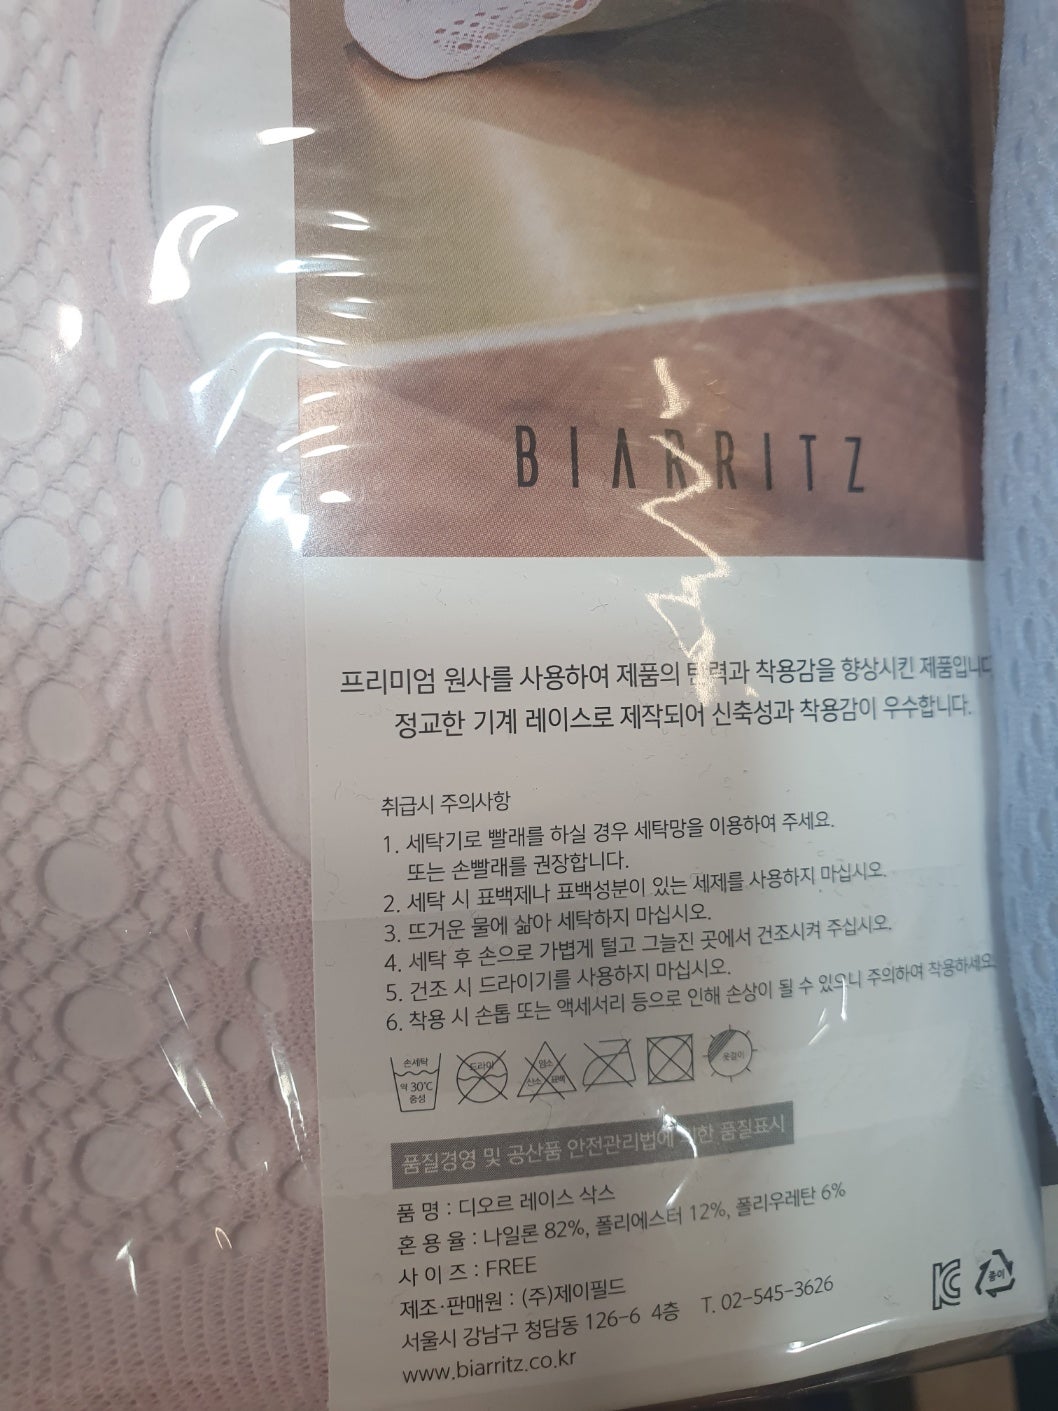 BIARRITZ
프리미엄 원사를 사용하여 제품의 탄력과 착용감을 향상시킨 제품입니다
정교한 기계 레이스로 제작되어 신축성과 착용감이 우수합니다.
취급시 주의사항
1. 세탁기로 빨래를 하실 경우 세탁망을 이용하여 주세요.
또는 손빨래를 권장합니다.
2. 세탁 시 표백제나 표백성분이 있는 세제를 사용하지 마십시오.
3. 뜨거운 물에 삶아 세탁하지 마십시오.
4. 세탁 후 손으로 가볍게 털고 그늘진 곳에서 건조시켜 주십시오.
5. 건조 시 드라이기를 사용하지 마십시오.
6. 착용 시 손톱 또는 액세서리 등으로 인해 손상이 될 수 있으니 주의하여 착용하세요.
손세탁 약 30℃ 중성
드라이
염소 산소 표백
옷걸이
품질경영 및 공산품 안전관리법에 의한 품질표시
품 명 : 디오르 레이스 삭스
혼 용 율 : 나일론 82%, 폴리에스터 12%, 폴리우레탄 6%
사 이 즈 : FREE
제조·판매원 : (주)제이필드
서울시 강남구 청담동 126-6 4층 T. 02-545-3626
www.biarritz.co.kr
KC
종이